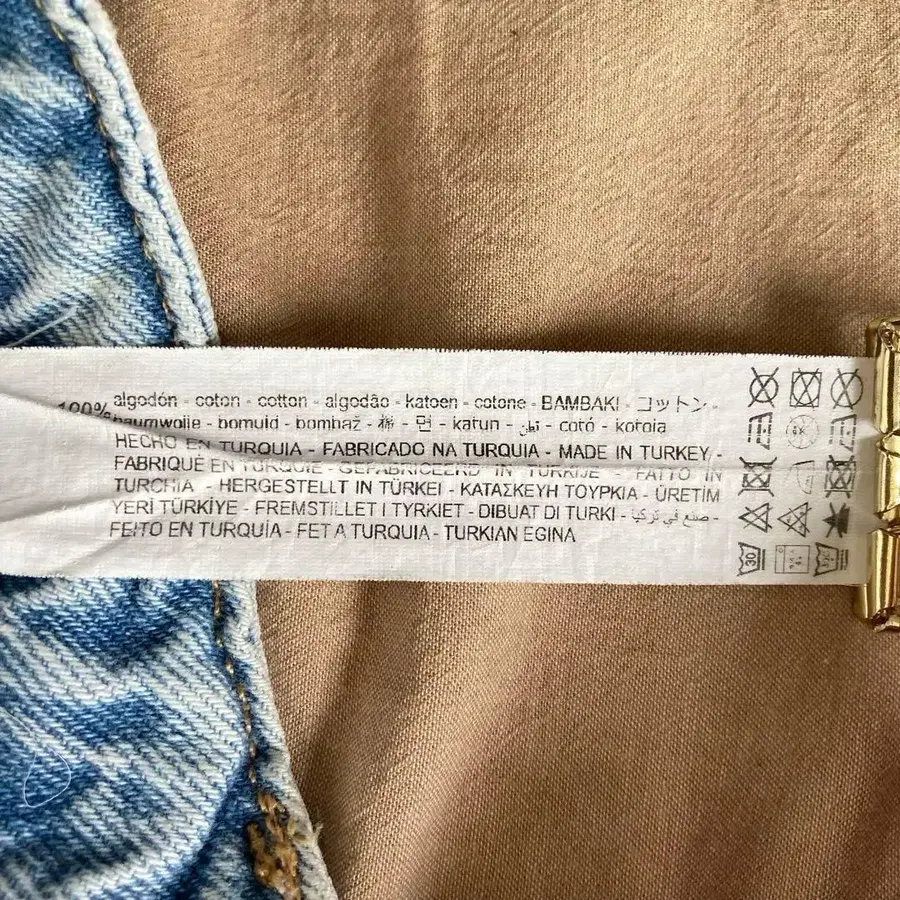 100% algodón - coton - cotton - algodão - katoen - cotone - BAMBAKI - コットン -
baumwolle - bomuld - bombaž - 棉 - 면 - katun - قطن - cotó - kotoia
HECHO EN TURQUIA - FABRICADO NA TURQUIA - MADE IN TURKEY -
FABRIQUÉ EN TURQUIE - GEFABRICEERD IN TURKIJE - FATTO IN
TURCHIA - HERGESTELLT IN TÜRKEI - ΚΑΤΑΣΚΕΥΗ ΤΟΥΡΚΙΑ - ÜRETİM
YERİ TÜRKİYE - FREMSTILLET I TYRKIET - DIBUAT DI TURKI - صنع في تركيا -
FEITO EN TURQUÍA - FET A TURQUIA - TURKIAN EGINA
30